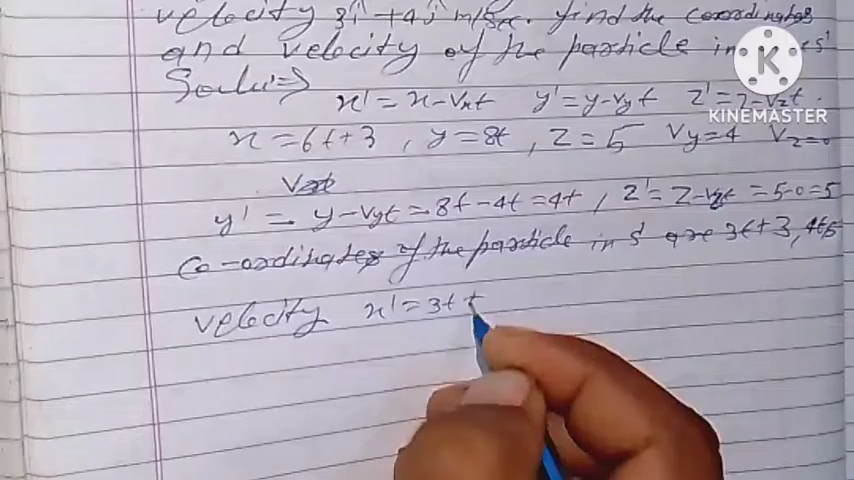 velocity 3i + 4j m/sec. find the coordinates
and velocity of the particle in s'
Solu:⇒
x' = x - Vxt y' = y - Vyt z' = z - Vzt.
x = 6t + 3, y = 8t, z = 5 Vy = 4 Vz = 0
y' = y - Vyt = 8t - 4t = 4t, z' = z - Vzt = 5 - 0 = 5
Co-ordinates of the particle in s' are 3t + 3, 4t, 5
velocity x' = 3t +
K
KINEMASTER